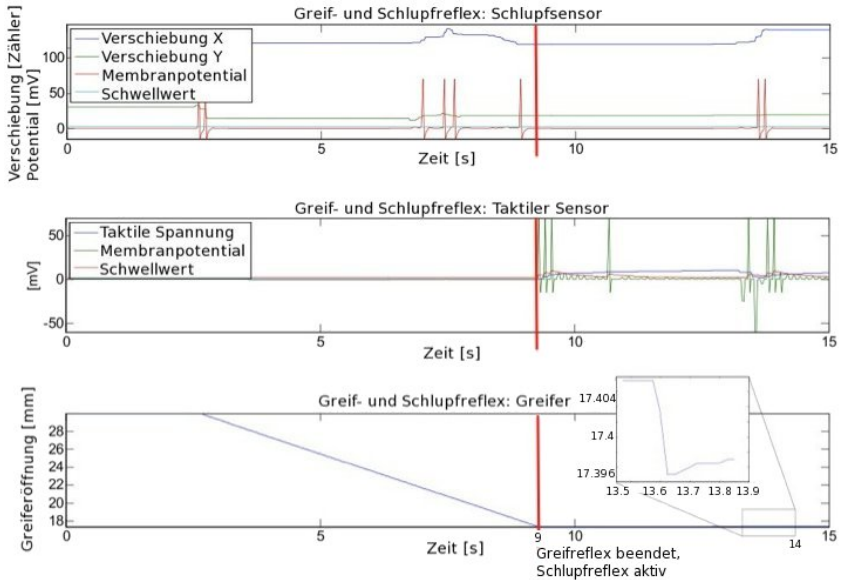 Greif- und Schlupfreflex: Schlupfsensor
Verschiebung [Zähler]
Potential [mV]
Verschiebung X
Verschiebung Y
Membranpotential
Schwellwert
100
50
0
0
5
10
15
Zeit [s]
Greif- und Schlupfreflex: Taktiler Sensor
[mV]
Taktile Spannung
Membranpotential
Schwellwert
50
0
-50
0
5
10
15
Zeit [s]
Greif- und Schlupfreflex: Greifer
Greiferöffnung [mm]
28
26
24
22
20
18
17.404
17.4
17.396
13.5 13.6 13.7 13.8 13.9
0
5
9
10
14
15
Zeit [s]
Greifreflex beendet,
Schlupfreflex aktiv